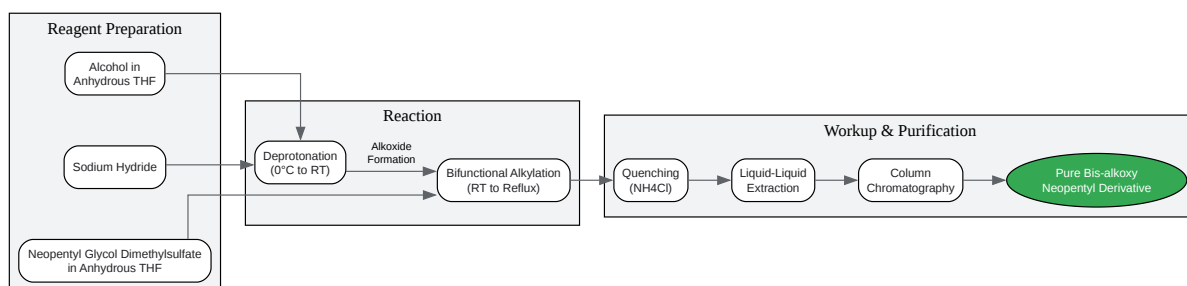 Reagent Preparation
Alcohol in
Anhydrous THF
Sodium Hydride
Neopentyl Glycol Dimethylsulfate
in Anhydrous THF
Reaction
Deprotonation
(0°C to RT)
Alkoxide
Formation
Bifunctional Alkylation
(RT to Reflux)
Workup & Purification
Quenching
(NH4Cl)
Liquid-Liquid
Extraction
Column
Chromatography
Pure Bis-alkoxy
Neopentyl Derivative